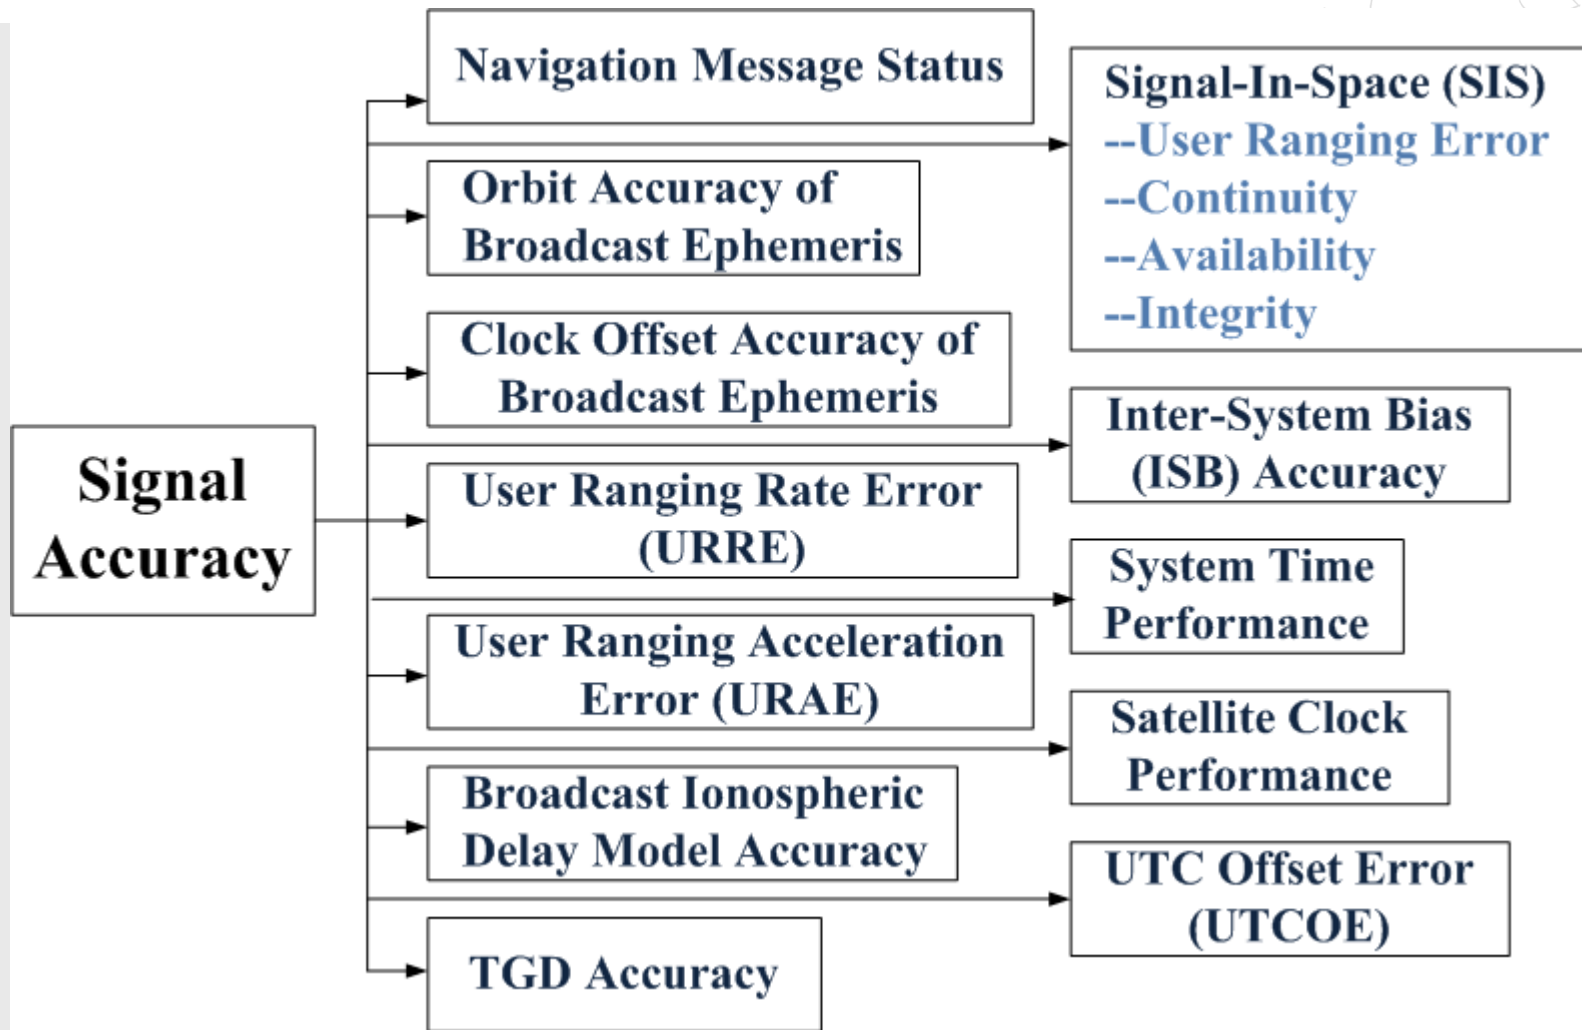 Signal
Accuracy
Navigation Message Status
Orbit Accuracy of
Broadcast Ephemeris
Clock Offset Accuracy of
Broadcast Ephemeris
User Ranging Rate Error
(URRE)
User Ranging Acceleration
Error (URAE)
Broadcast Ionospheric
Delay Model Accuracy
TGD Accuracy
Signal-In-Space (SIS)
--User Ranging Error
--Continuity
--Availability
--Integrity
Inter-System Bias
(ISB) Accuracy
System Time
Performance
Satellite Clock
Performance
UTC Offset Error
(UTCOE)